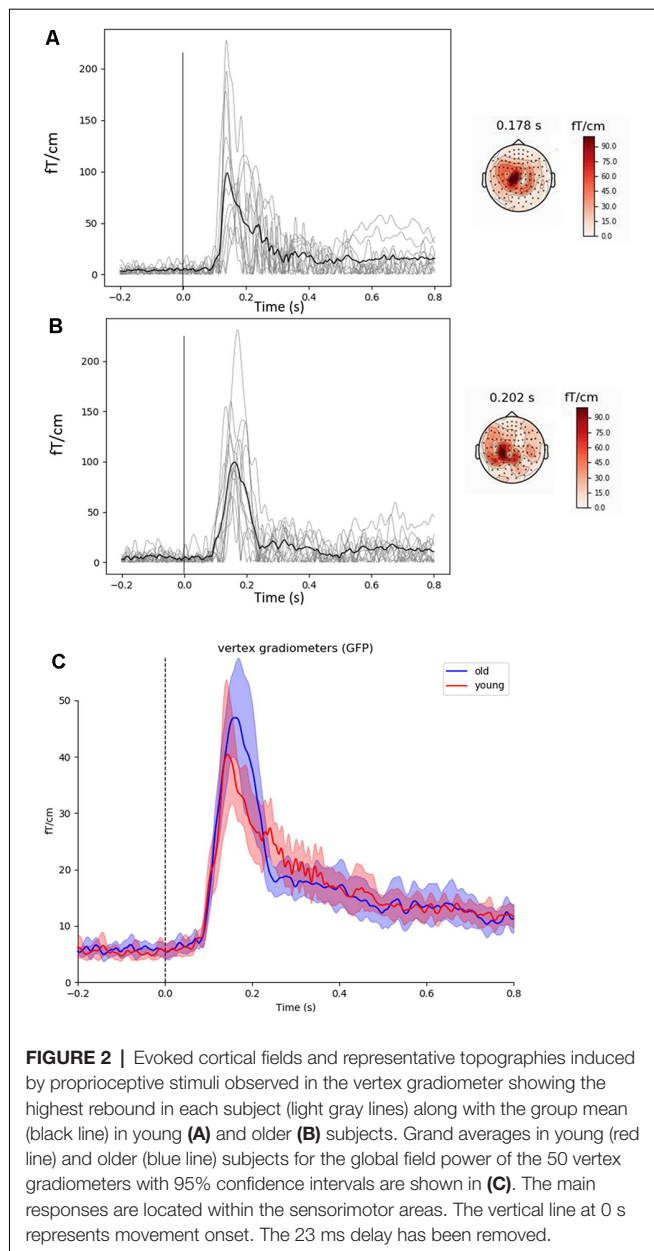 A
fT/cm
200
150
100
50
0
−0.2
0.0
0.2
0.4
0.6
0.8
Time (s)
0.178 s
fT/cm
90.0
75.0
60.0
45.0
30.0
15.0
0.0
B
fT/cm
200
150
100
50
0
−0.2
0.0
0.2
0.4
0.6
0.8
Time (s)
0.202 s
fT/cm
90.0
75.0
60.0
45.0
30.0
15.0
0.0
C
vertex gradiometers (GFP)
old
young
fT/cm
50
40
30
20
10
0
−0.2
0.0
0.2
0.4
0.6
0.8
Time (s)
FIGURE 2 | Evoked cortical fields and representative topographies induced
by proprioceptive stimuli observed in the vertex gradiometer showing the
highest rebound in each subject (light gray lines) along with the group mean
(black line) in young (A) and older (B) subjects. Grand averages in young (red
line) and older (blue line) subjects for the global field power of the 50 vertex
gradiometers with 95% confidence intervals are shown in (C). The main
responses are located within the sensorimotor areas. The vertical line at 0 s
represents movement onset. The 23 ms delay has been removed.